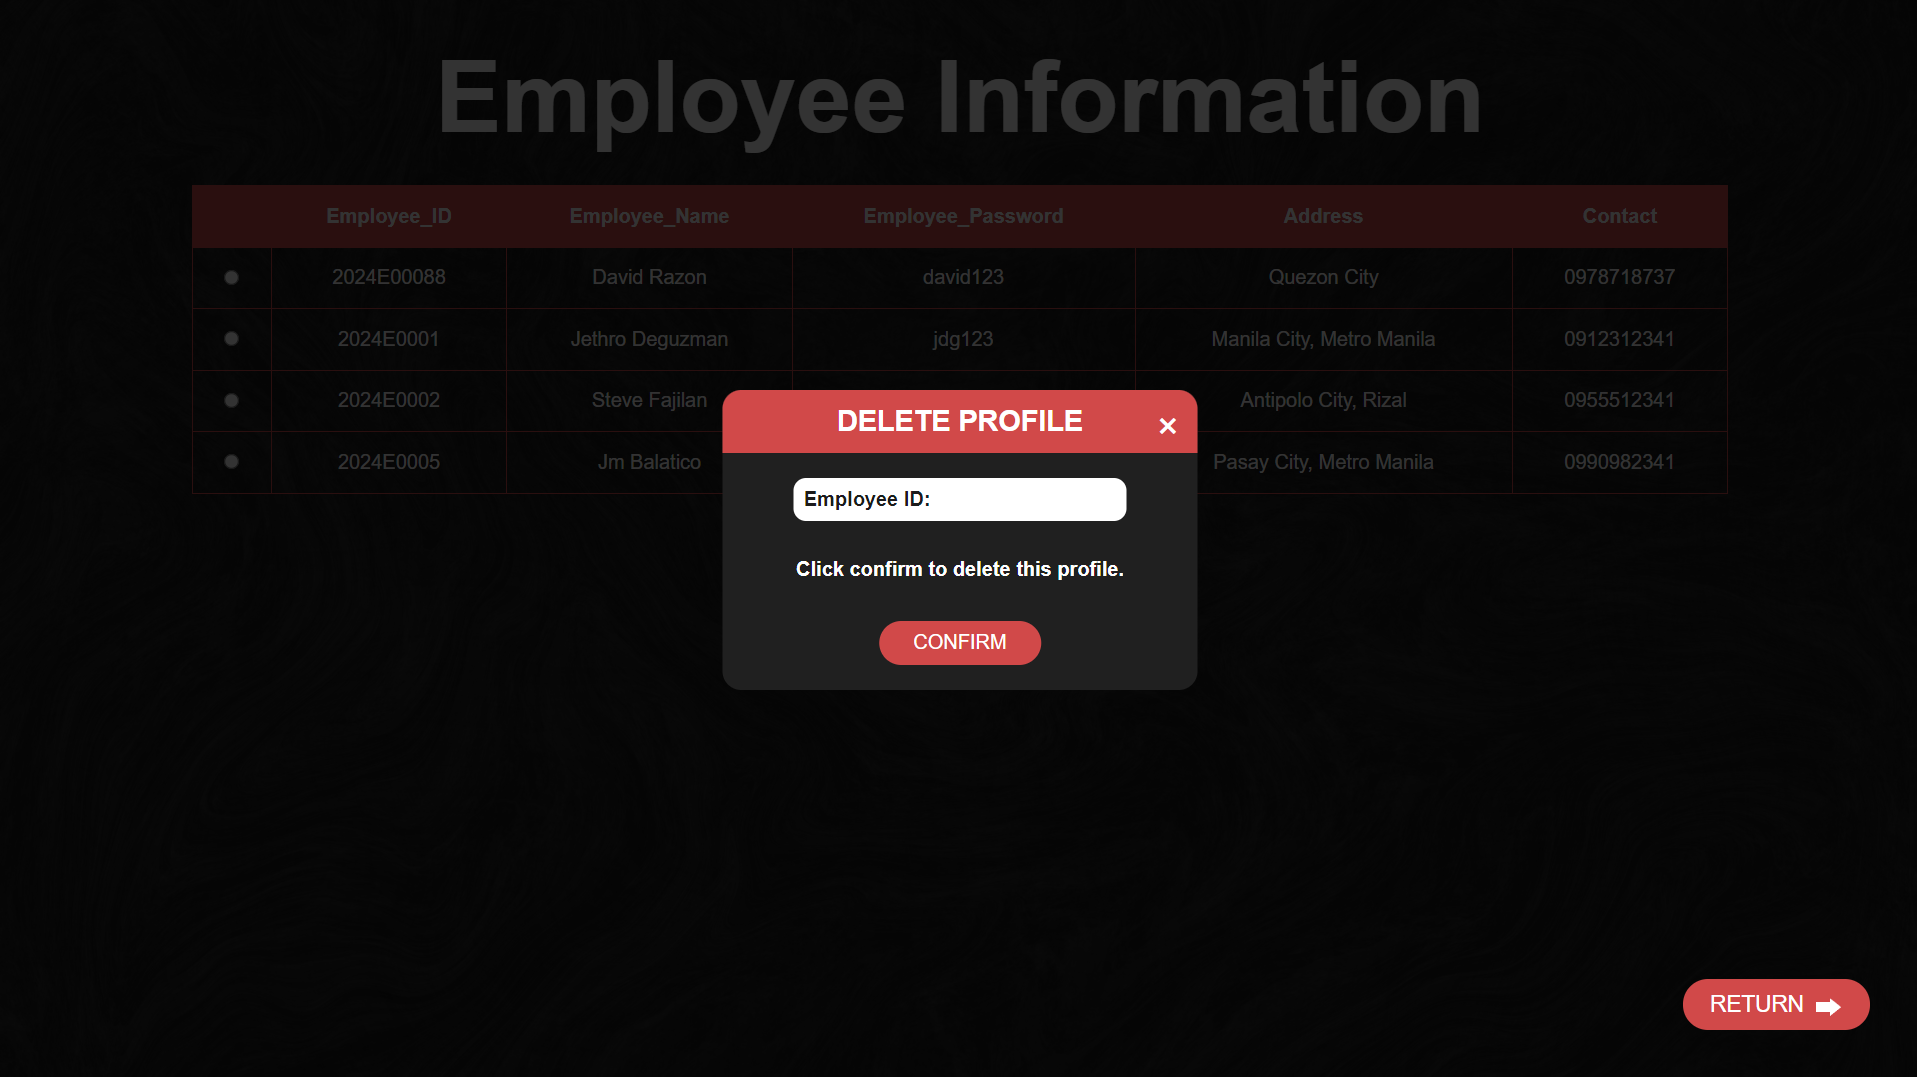 Employee Information
Employee_ID Employee_Name Employee_Password Address Contact
2024E00088 David Razon david123 Quezon City 0978718737
2024E0001 Jethro Deguzman jdg123 Manila City, Metro Manila 0912312341
2024E0002 Steve Fajilan Antipolo City, Rizal 0955512341
2024E0005 Jm Balatico Pasay City, Metro Manila 0990982341
DELETE PROFILE ×
Employee ID:
Click confirm to delete this profile.
CONFIRM
RETURN